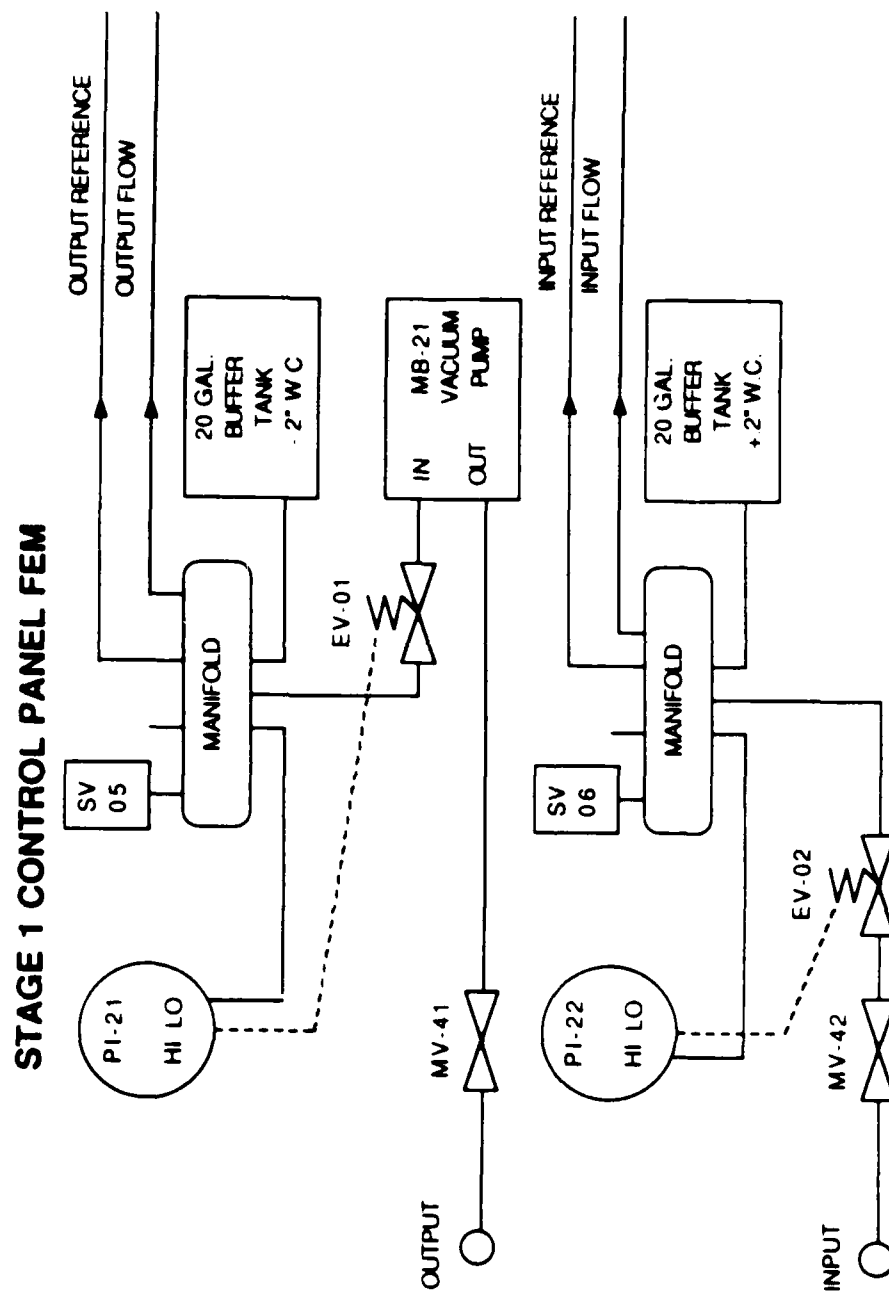 STAGE 1 CONTROL PANEL FEM
OUTPUT REFERENCE
OUTPUT FLOW
SV
05
PI-21
HI LO
MANIFOLD
20 GAL.
BUFFER
TANK
- 2" W.C
EV-01
IN
OUT
MB-21
VACUUM
PUMP
MV-41
OUTPUT
INPUT REFERENCE
INPUT FLOW
SV
06
PI-22
HI LO
MANIFOLD
20 GAL.
BUFFER
TANK
+.2" W.C.
EV-02
MV-42
INPUT